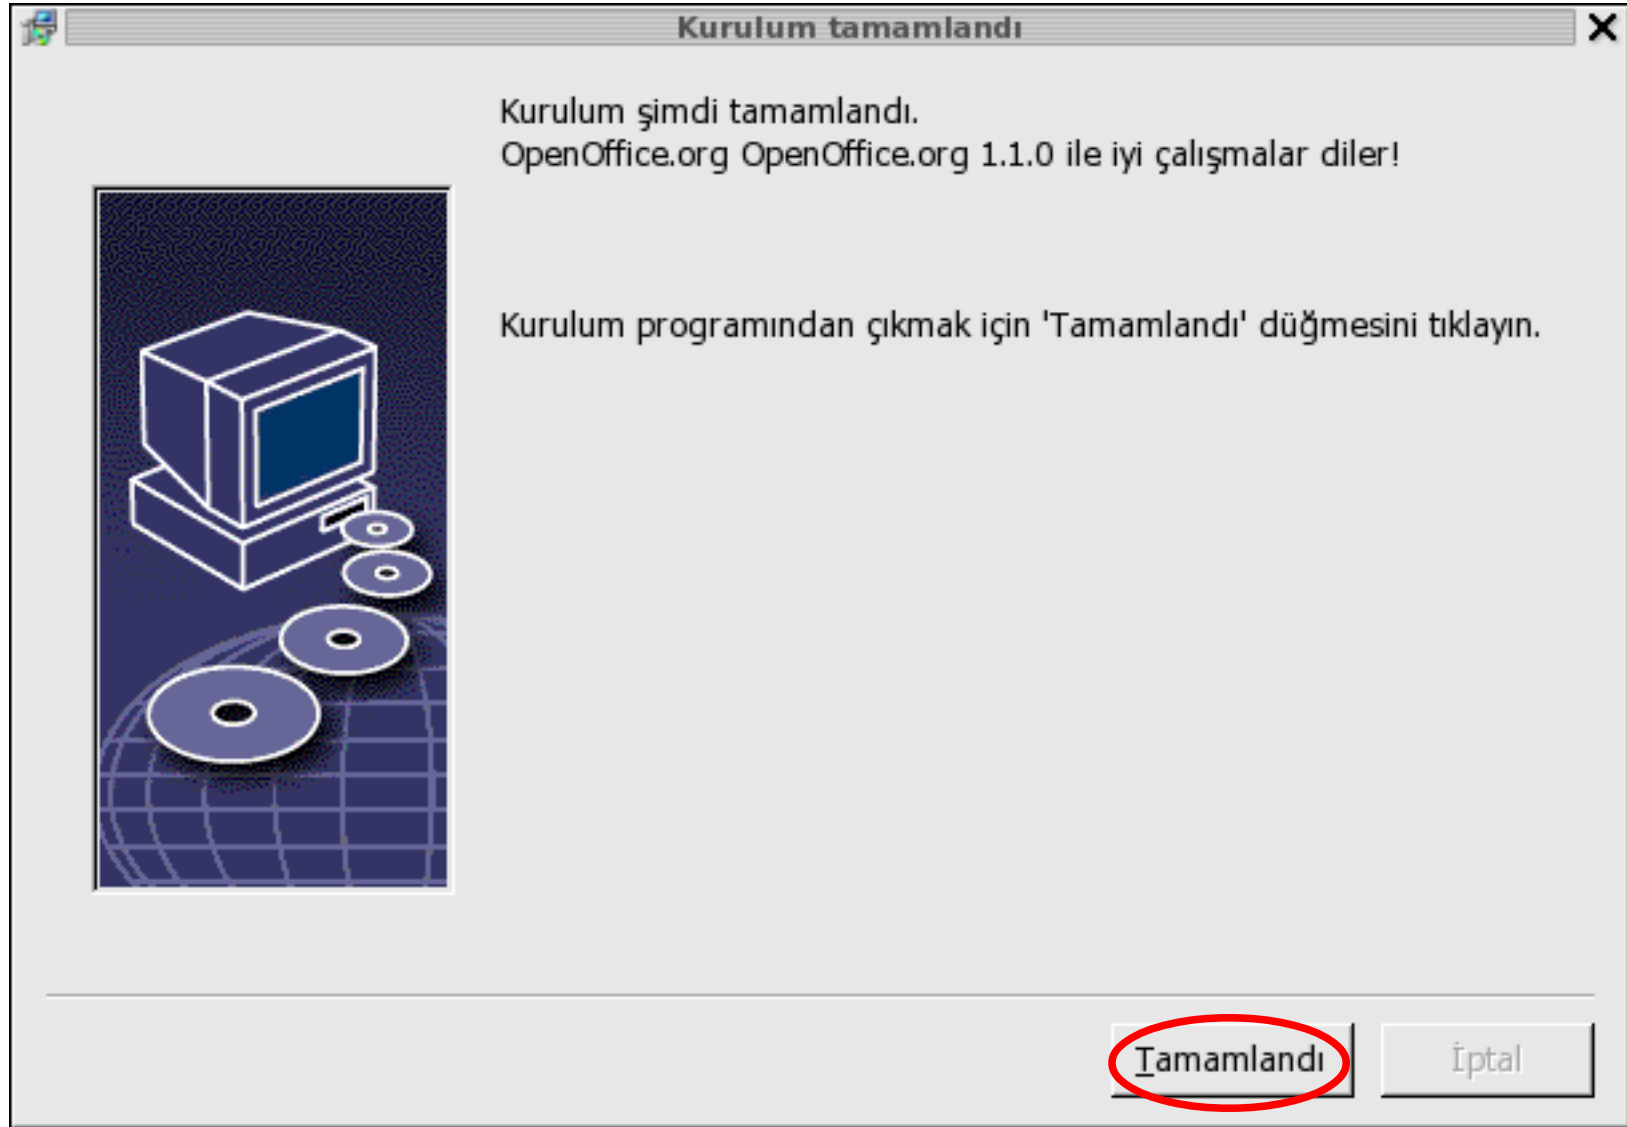 Kurulum tamamlandı
Kurulum şimdi tamamlandı.
OpenOffice.org OpenOffice.org 1.1.0 ile iyi çalışmalar diler!
Kurulum programından çıkmak için 'Tamamlandı' düğmesini tıklayın.
Tamamlandı
İptal